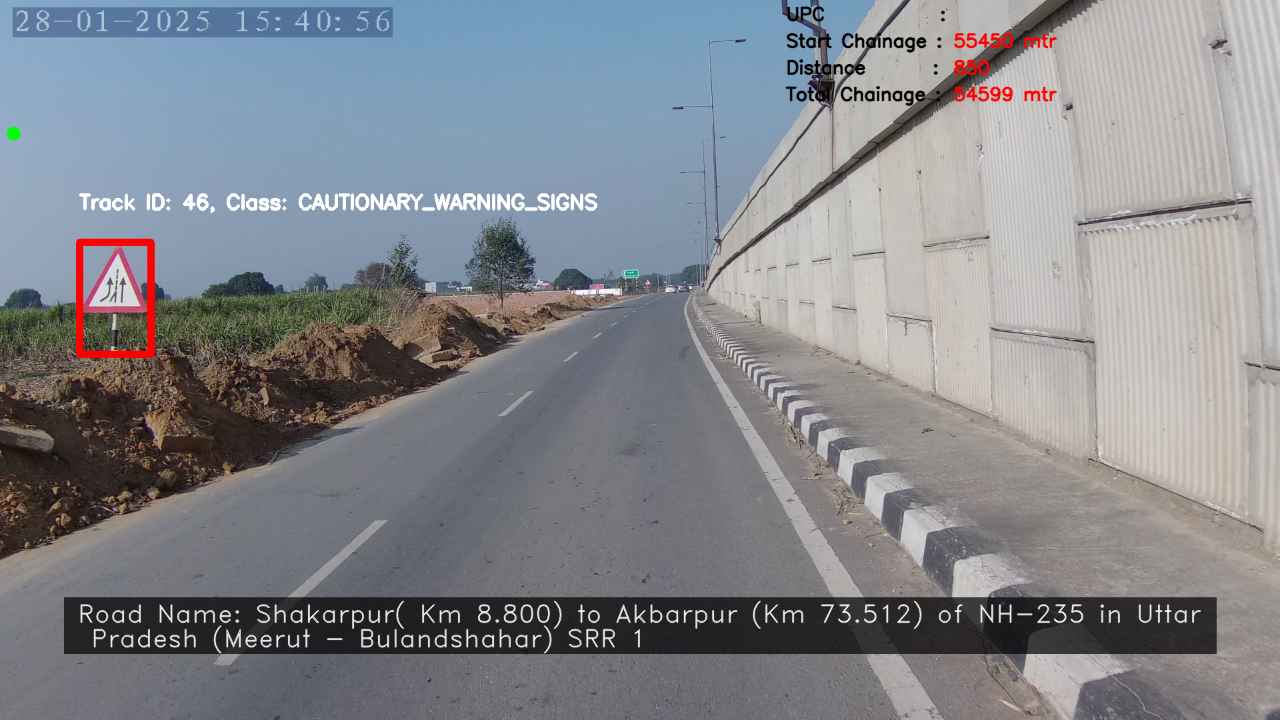 28-01-2025 15:40:56
UPC :
Start Chainage : 55450 mtr
Distance : 850
Total Chainage : 54599 mtr
Track ID: 46, Class: CAUTIONARY_WARNING_SIGNS
Road Name: Shakarpur( Km 8.800) to Akbarpur (Km 73.512) of NH-235 in Uttar
Pradesh (Meerut - Bulandshahar) SRR 1